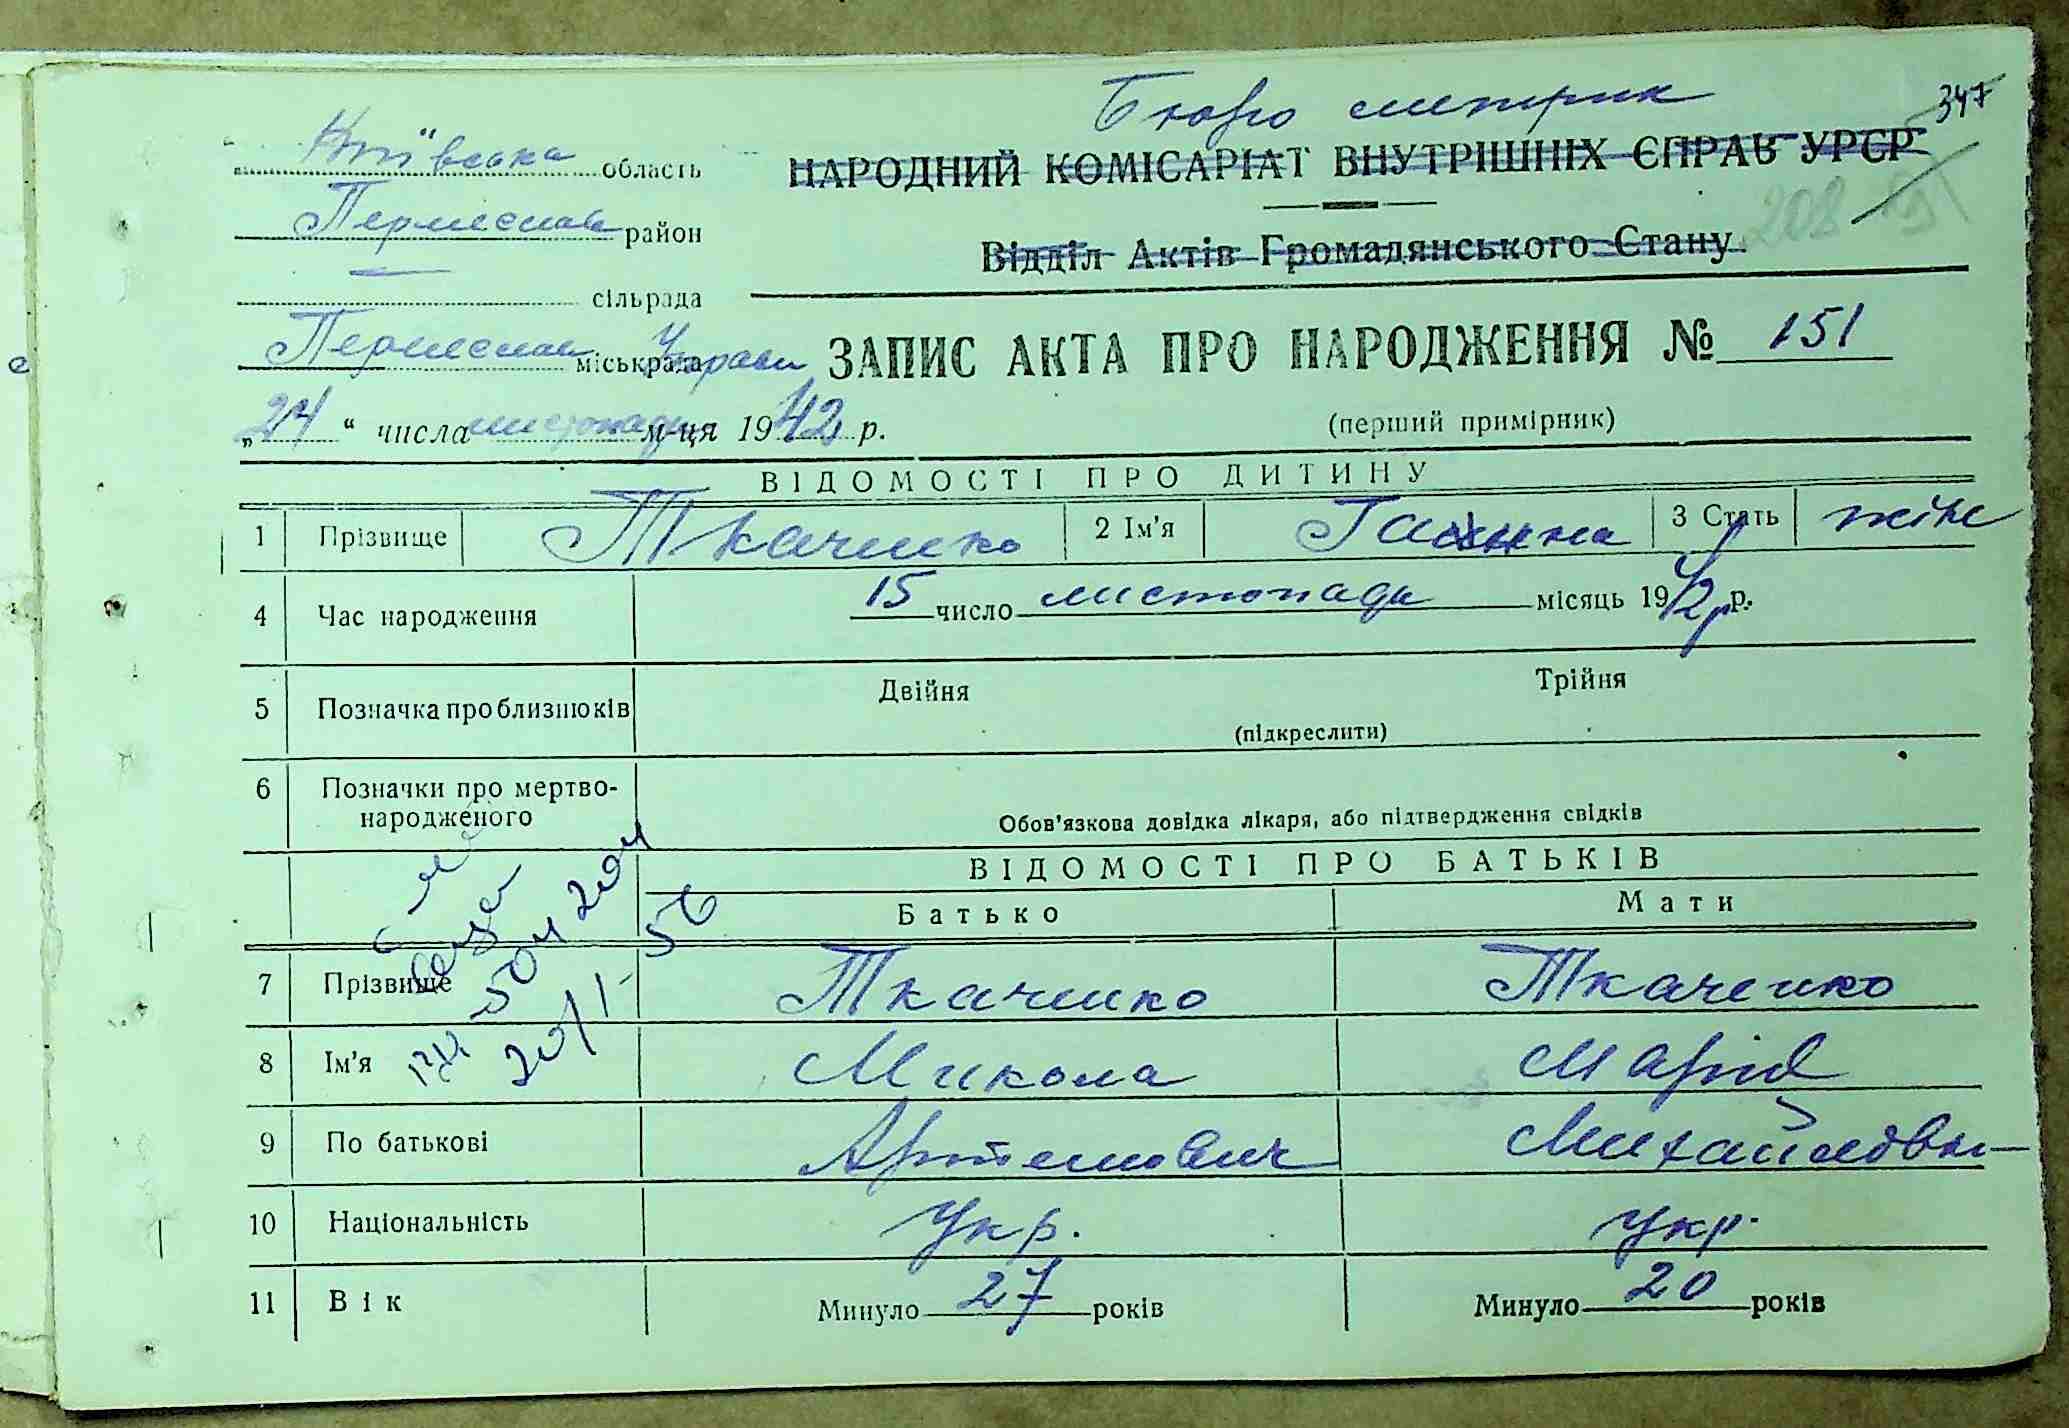 Бюро метрик
347
Київська область
НАРОДНИЙ КОМІСАРІАТ ВНУТРІШНІХ СПРАВ УРСР
208
район
Відділ Актів Громадянського Стану
сільрада
міськрада Управи
ЗАПИС АКТА ПРО НАРОДЖЕННЯ № 151
„24“ числа листопада м-ця 1942 р.
(перший примірник)
ВІДОМОСТІ ПРО ДИТИНУ
1 Прізвище Ткаченко 2 Ім'я Галина 3 Стать жін
4 Час народження 15 число листопада місяць 1942 р.
5 Позначка про близнюків Двійня Трійня
(підкреслити)
6 Позначки про мертво-
народженого
Обов'язкова довідка лікаря, або підтвердження свідків
ВІДОМОСТІ ПРО БАТЬКІВ
Батько Мати
7 Прізвище Ткаченко Ткаченко
8 Ім'я Микола Марія
9 По батькові Артемович Михайловн
10 Національність Укр. Укр.
11 Вік Минуло 27 років Минуло 20 років